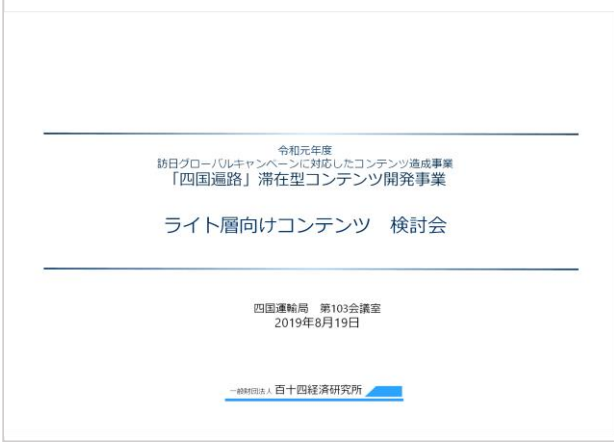 令和元年度
訪日グローバルキャンペーンに対応したコンテンツ造成事業
「四国遍路」滞在型コンテンツ開発事業
ライト層向けコンテンツ　検討会
四国運輸局　第103会議室
2019年8月19日
一般財団法人 百十四経済研究所